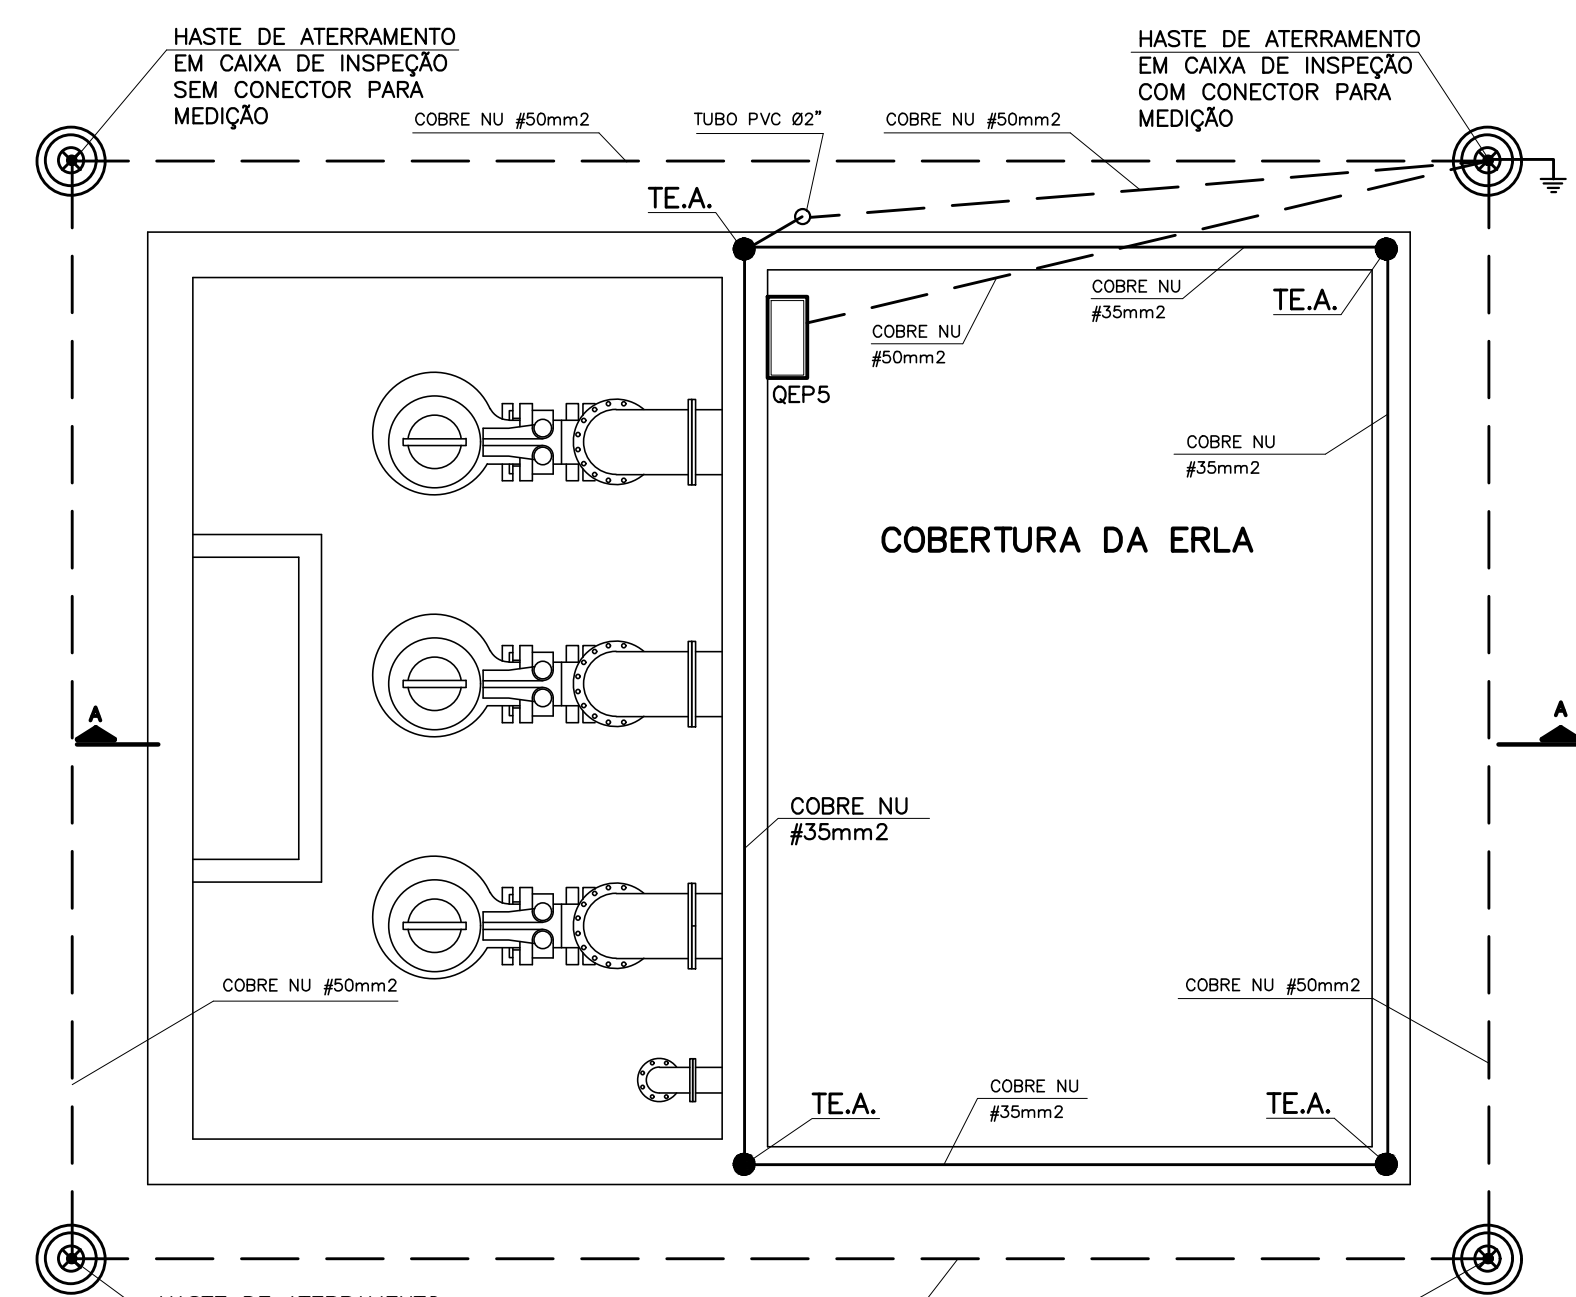 HASTE DE ATERRAMENTO
EM CAIXA DE INSPEÇÃO
SEM CONECTOR PARA
MEDIÇÃO
HASTE DE ATERRAMENTO
EM CAIXA DE INSPEÇÃO
COM CONECTOR PARA
MEDIÇÃO
COBRE NU #50mm2
TUBO PVC Ø2"
COBRE NU #50mm2
TE.A.
COBRE NU
#35mm2
TE.A.
COBRE NU
#50mm2
QEP5
COBRE NU
#35mm2
COBERTURA DA ERLA
A
A
COBRE NU
#35mm2
COBRE NU #50mm2
COBRE NU #50mm2
COBRE NU
#35mm2
TE.A.
TE.A.
HASTE DE ATERRAMENTO